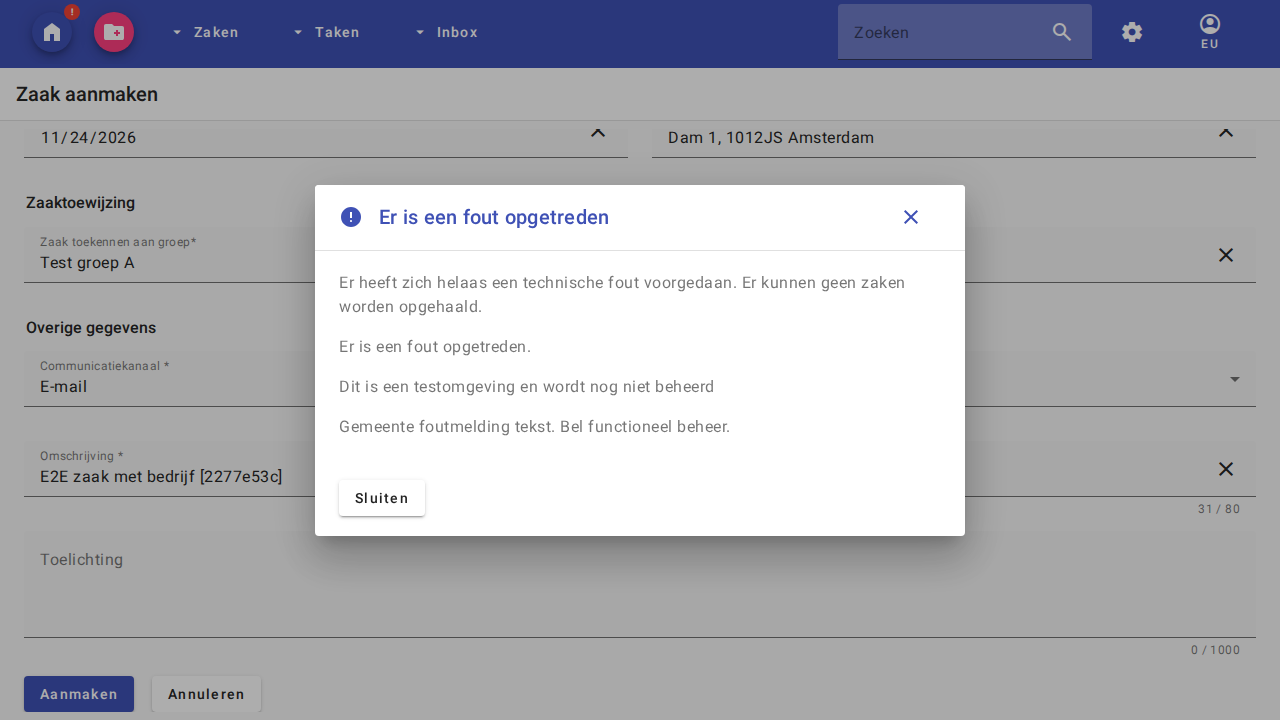 !
Zaken
Taken
Inbox
Zoeken
EU
Zaak aanmaken
11/24/2026
Dam 1, 1012JS Amsterdam
Zaaktoewijzing
Zaak toekennen aan groep*
Test groep A
Overige gegevens
Communicatiekanaal *
E-mail
Omschrijving *
E2E zaak met bedrijf [2277e53c]
31 / 80
Toelichting
0 / 1000
Aanmaken
Annuleren
Er is een fout opgetreden
Er heeft zich helaas een technische fout voorgedaan. Er kunnen geen zaken
worden opgehaald.
Er is een fout opgetreden.
Dit is een testomgeving en wordt nog niet beheerd
Gemeente foutmelding tekst. Bel functioneel beheer.
Sluiten